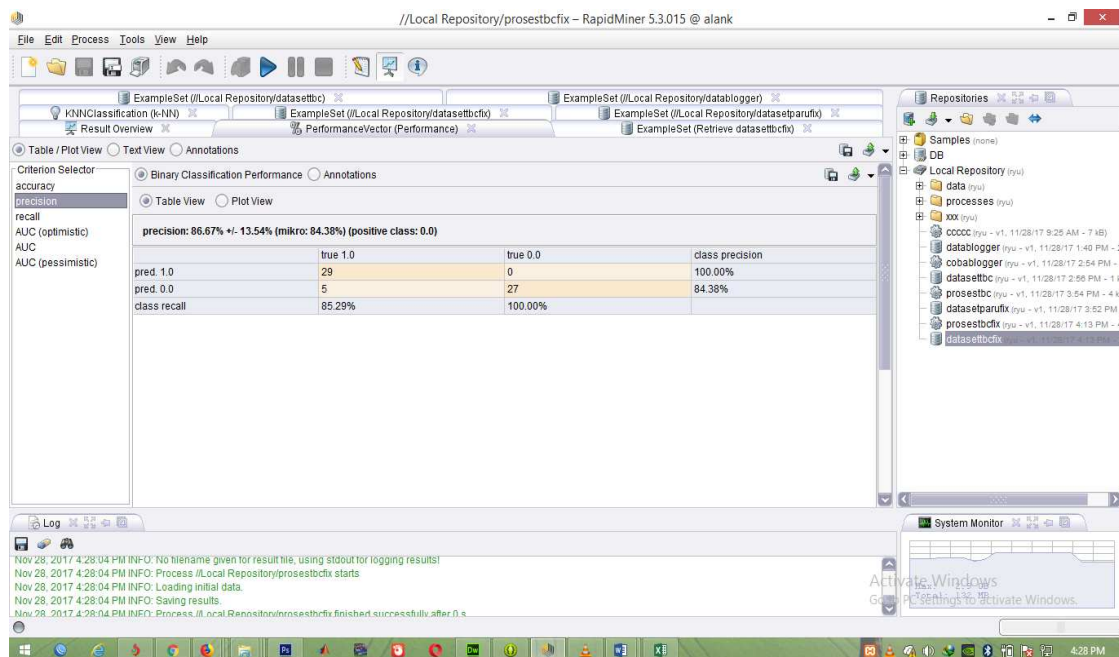 //Local Repository/prosestbcfix – RapidMiner 5.3.015 @ alank
File Edit Process Tools View Help
ExampleSet (//Local Repository/datasettbc)
ExampleSet (//Local Repository/datablogger)
KNNClassification (k-NN)
ExampleSet (//Local Repository/datasettbcfix)
ExampleSet (//Local Repository/datasetparufix)
Result Overview
% PerformanceVector (Performance)
ExampleSet (Retrieve datasettbcfix)
Table / Plot View Text View Annotations
Criterion Selector
accuracy
precision
recall
AUC (optimistic)
AUC
AUC (pessimistic)
Binary Classification Performance Annotations
Table View Plot View
precision: 86.67% +/- 13.54% (mikro: 84.38%) (positive class: 0.0)
true 1.0 true 0.0 class precision
pred. 1.0 29 0 100.00%
pred. 0.0 5 27 84.38%
class recall 85.29% 100.00%
Repositories
Samples (none)
DB
Local Repository (ryu)
data (ryu)
processes (ryu)
xxx (ryu)
ccccc (ryu - v1, 11/28/17 9:25 AM - 7 kB)
datablogger (ryu - v1, 11/28/17 1:40 PM -
cobablogger (ryu - v1, 11/28/17 2:54 PM -
datasettbc (ryu - v1, 11/28/17 2:56 PM - 1
prosestbc (ryu - v1, 11/28/17 3:54 PM - 4
datasetparufix (ryu - v1, 11/28/17 3:52 PM
prosestbcfix (ryu - v1, 11/28/17 4:13 PM -
datasettbcfix (ryu - v1, 11/28/17 4:13 PM -
Log
Nov 28, 2017 4:28:04 PM INFO: No filename given for result file, using stdout for logging results!
Nov 28, 2017 4:28:04 PM INFO: Process //Local Repository/prosestbcfix starts
Nov 28, 2017 4:28:04 PM INFO: Loading initial data.
Nov 28, 2017 4:28:04 PM INFO: Saving results.
Nov 28, 2017 4:28:04 PM INFO: Process //Local Repository/prosestbcfix finished successfully after 0 s
System Monitor
Max:
Total: 132 MB
Activate Windows
Go to PC settings to activate Windows.
Ps
Dw
4:28 PM